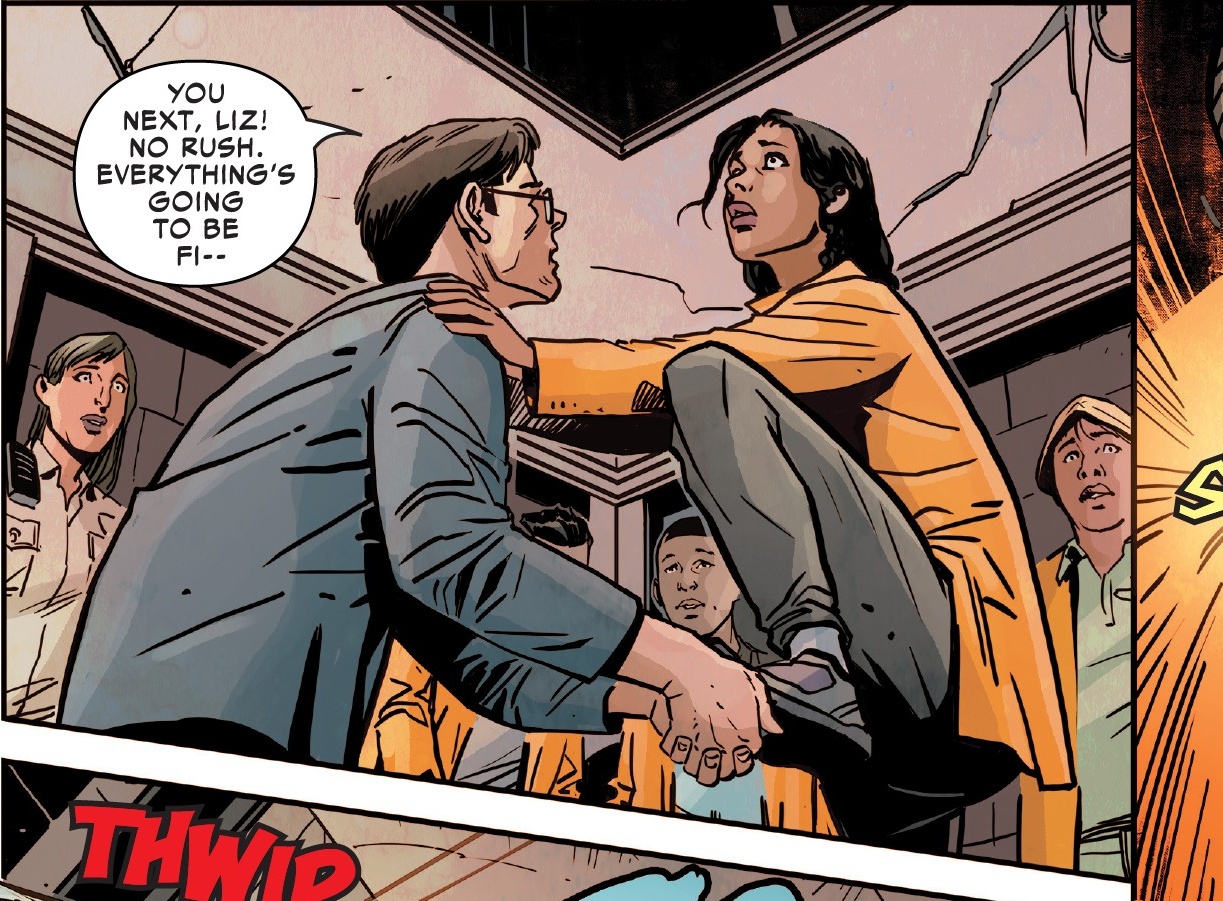 YOU
NEXT, LIZ!
NO RUSH.
EVERYTHING'S
GOING
TO BE
FI--
THWIP